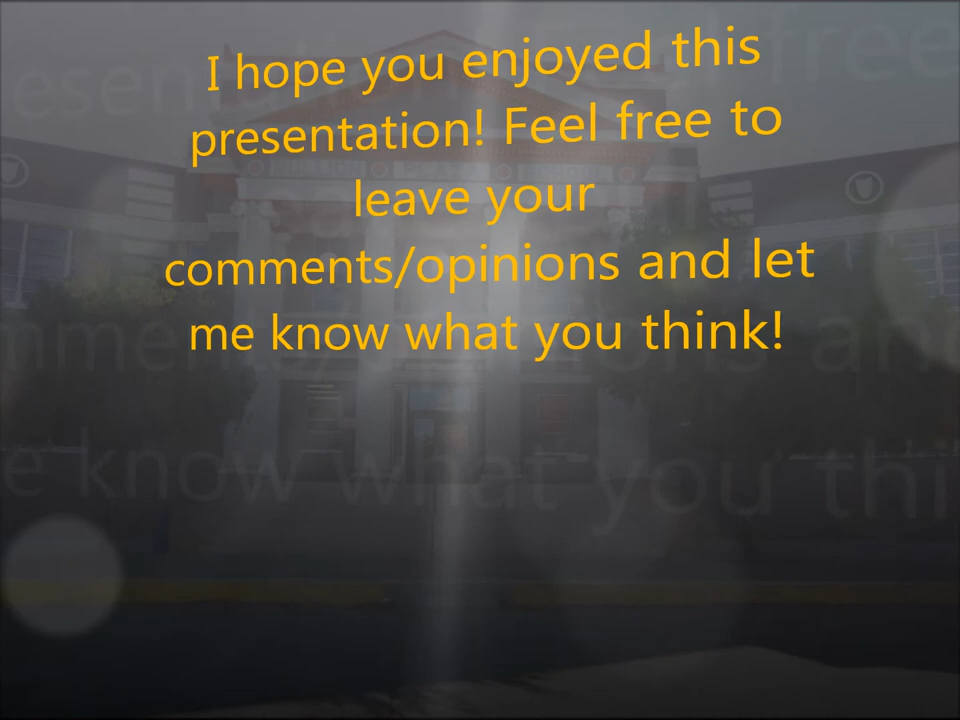 I hope you enjoyed this
presentation! Feel free to
leave your
comments/opinions and let
me know what you think!